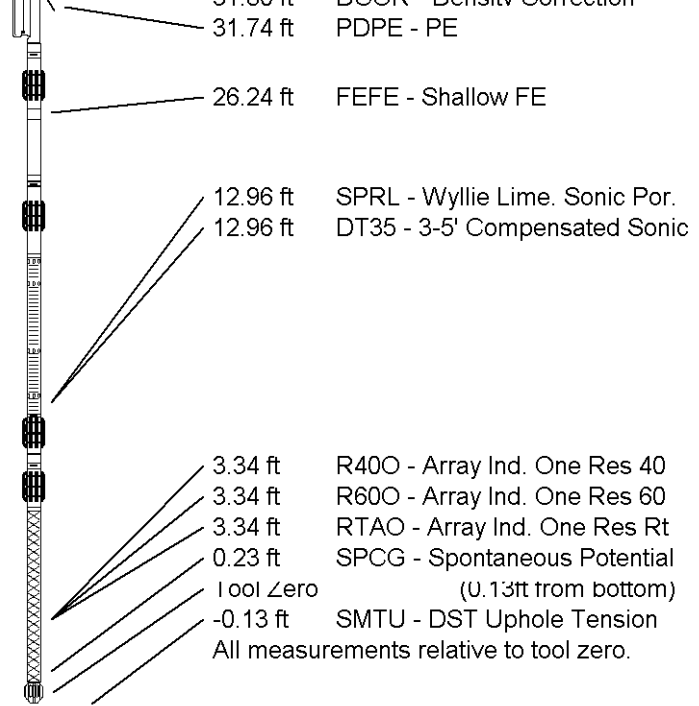 31.74 ft PDPE - PE
26.24 ft FEFE - Shallow FE
12.96 ft SPRL - Wyllie Lime. Sonic Por.
12.96 ft DT35 - 3-5' Compensated Sonic
3.34 ft R40O - Array Ind. One Res 40
3.34 ft R60O - Array Ind. One Res 60
3.34 ft RTAO - Array Ind. One Res Rt
0.23 ft SPCG - Spontaneous Potential
Tool Zero (0.13ft from bottom)
-0.13 ft SMTU - DST Uphole Tension
All measurements relative to tool zero.